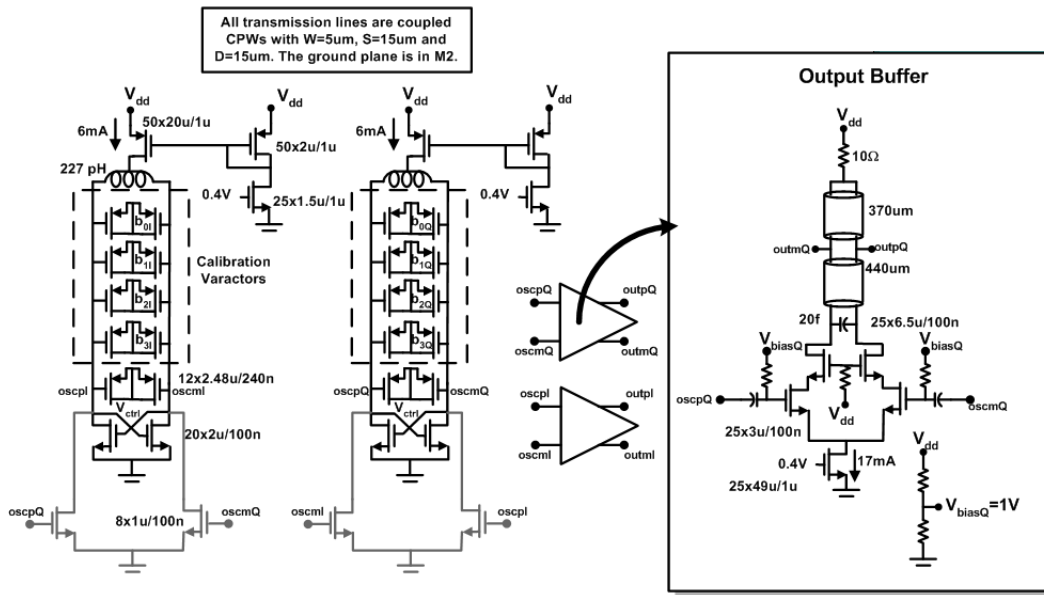 All transmission lines are coupled
CPWs with W=5um, S=15um and
D=15um. The ground plane is in M2.
Vdd
Vdd
6mA
50x20u/1u
50x2u/1u
227 pH
0.4V
25x1.5u/1u
b0I
b1I
b2I
b3I
Calibration
Varactors
12x2.48u/240n
oscpI
oscmI
Vctrl
20x2u/100n
oscpQ
oscmQ
8x1u/100n
Vdd
Vdd
6mA
0.4V
b0Q
b1Q
b2Q
b3Q
oscpQ
oscmQ
Vctrl
oscmI
oscpI
oscpQ
outpQ
oscmQ
outmQ
oscpI
outpI
oscmI
outmI
Output Buffer
Vdd
10Ω
370um
outmQ
outpQ
440um
20f
25x6.5u/100n
VbiasQ
VbiasQ
oscpQ
oscmQ
Vdd
25x3u/100n
0.4V
17mA
25x49u/1u
Vdd
VbiasQ=1V